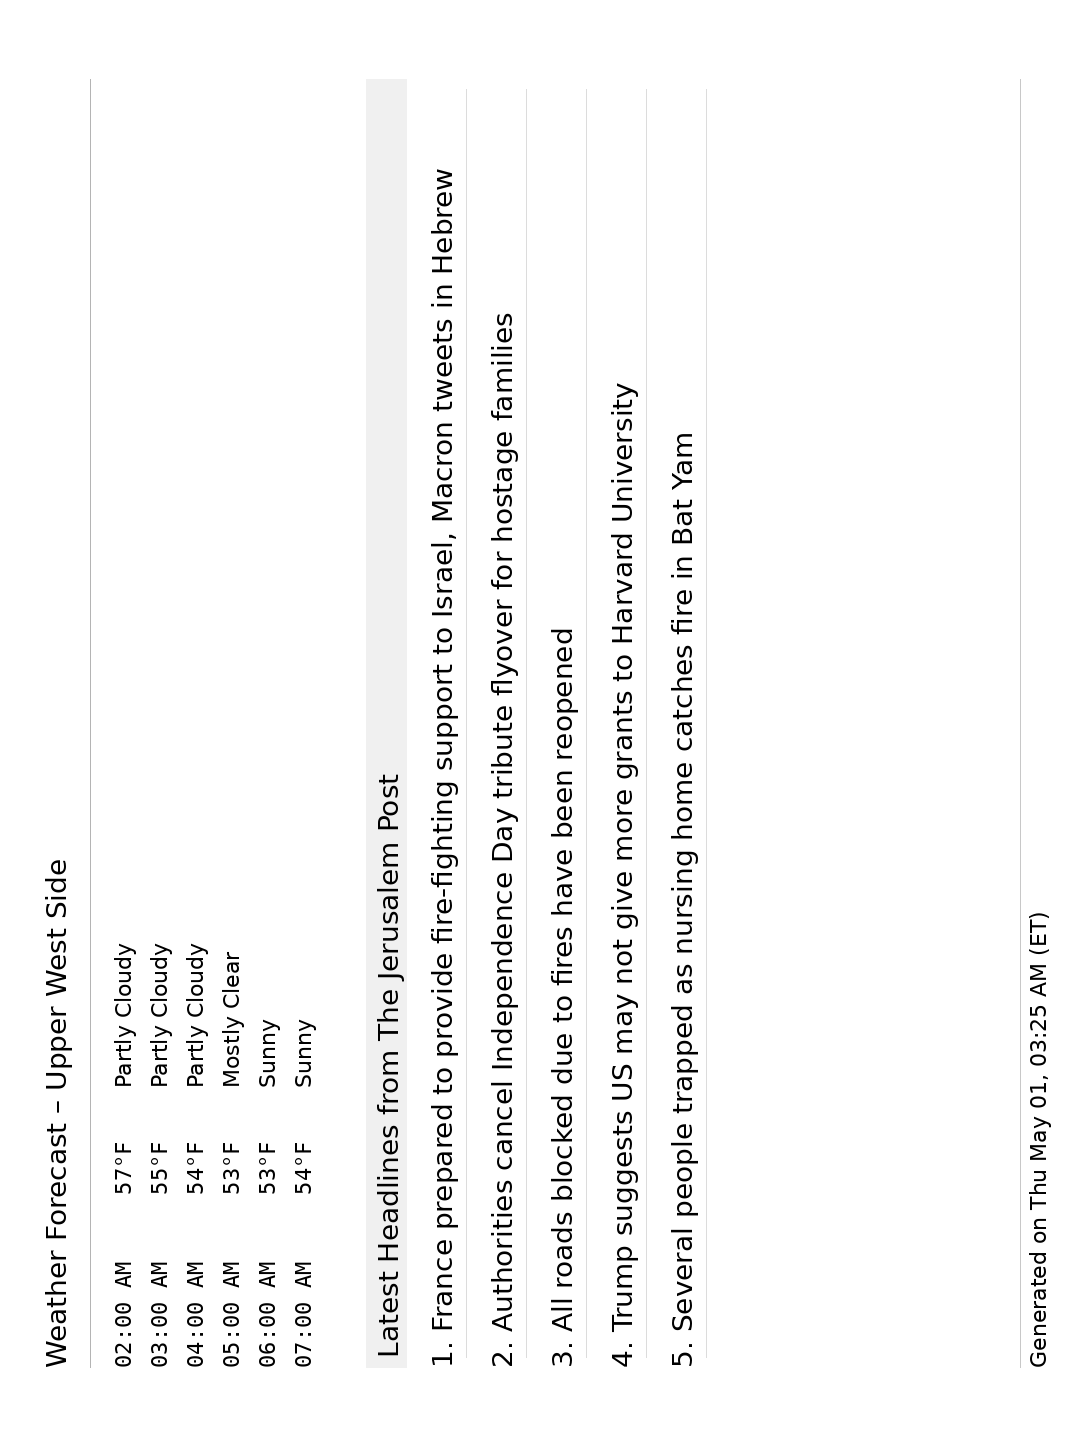 Weather Forecast – Upper West Side
02:00 AM 57°F Partly Cloudy
03:00 AM 55°F Partly Cloudy
04:00 AM 54°F Partly Cloudy
05:00 AM 53°F Mostly Clear
06:00 AM 53°F Sunny
07:00 AM 54°F Sunny
Latest Headlines from The Jerusalem Post
1. France prepared to provide fire-fighting support to Israel, Macron tweets in Hebrew
2. Authorities cancel Independence Day tribute flyover for hostage families
3. All roads blocked due to fires have been reopened
4. Trump suggests US may not give more grants to Harvard University
5. Several people trapped as nursing home catches fire in Bat Yam
Generated on Thu May 01, 03:25 AM (ET)